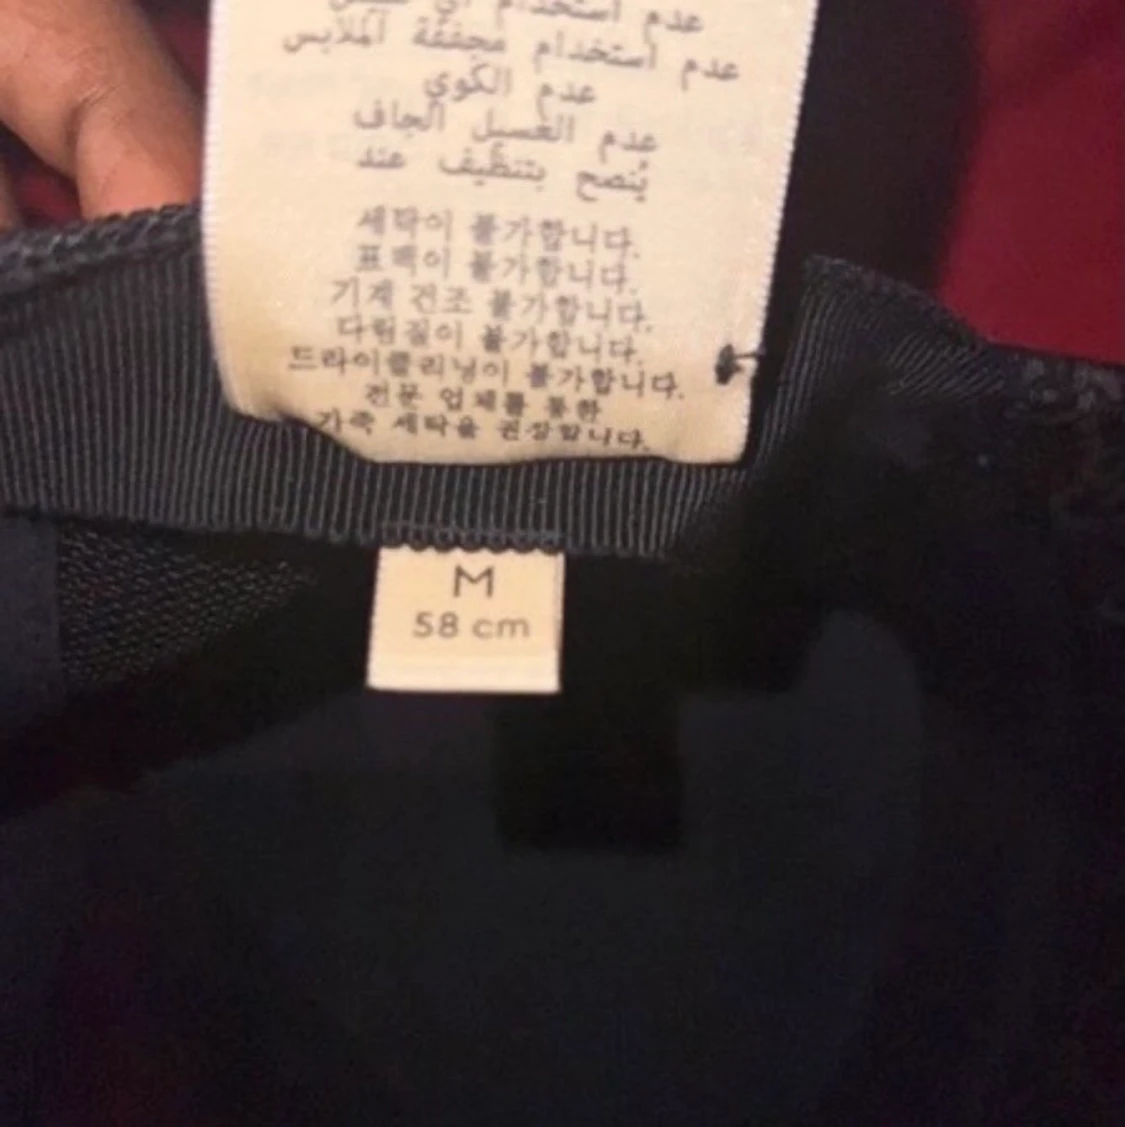 عدم استخدام أي
عدم استخدام مجففة الملابس
عدم الكوي
عدم الغسيل الجاف
يُنصح بتنظيف عند
세탁이 불가합니다.
표백이 불가합니다.
기계 건조 불가합니다.
다림질이 불가합니다.
드라이클리닝이 불가합니다.
전문 업체를 통한
가죽 세탁을 권장합니다.
M
58 cm